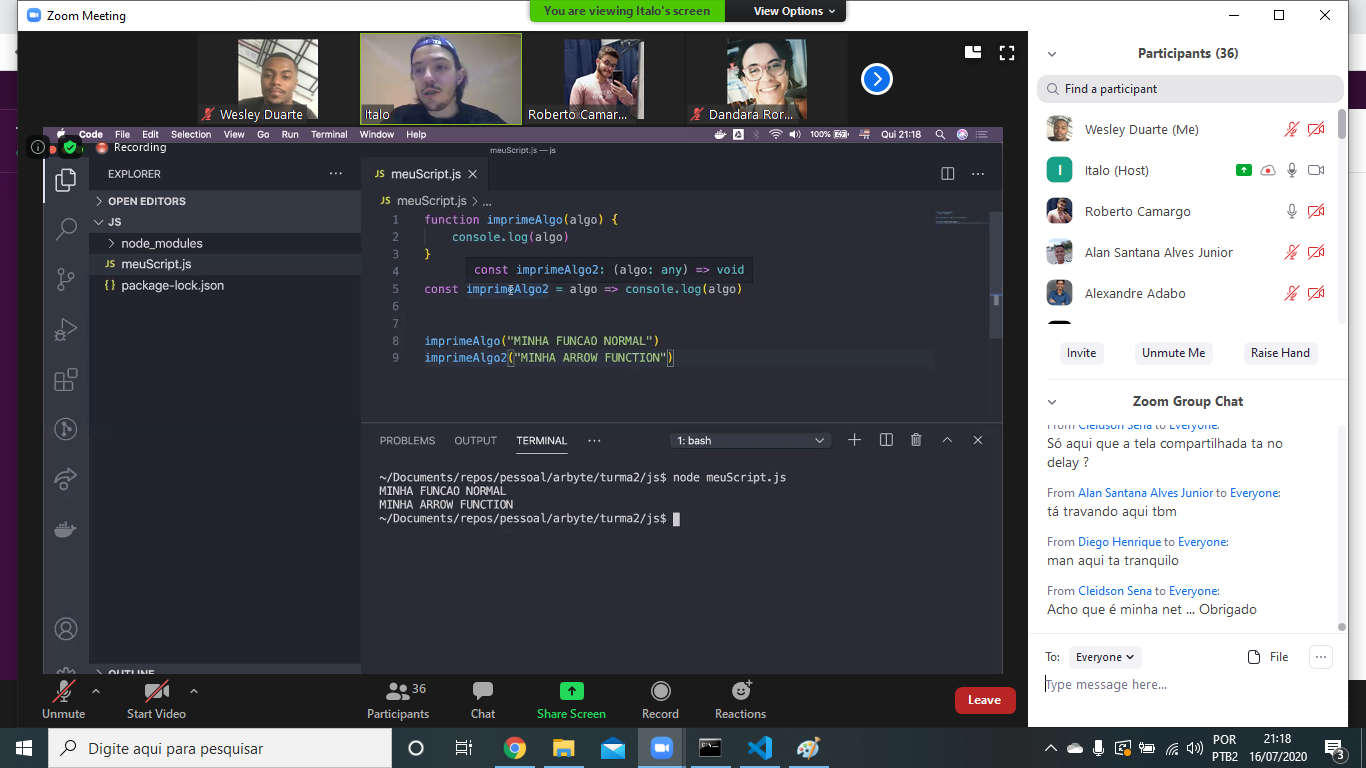 Zoom Meeting
You are viewing Italo's screen
View Options
Wesley Duarte
Italo
Roberto Camar...
Dandara Ror...
Code File Edit Selection View Go Run Terminal Window Help
100%
Qui 21:18
Recording
meuScript.js — js
EXPLORER
OPEN EDITORS
JS
node_modules
JS meuScript.js
{} package-lock.json
OUTLINE
JS meuScript.js
JS meuScript.js > ...
1 function imprimeAlgo(algo) {
2 console.log(algo)
3 }
4
const imprimeAlgo2: (algo: any) => void
5 const imprimeAlgo2 = algo => console.log(algo)
6
7
8 imprimeAlgo("MINHA FUNCAO NORMAL")
9 imprimeAlgo2("MINHA ARROW FUNCTION")
PROBLEMS OUTPUT TERMINAL ...
1: bash
~/Documents/repos/pessoal/arbyte/turma2/js$ node meuScript.js
MINHA FUNCAO NORMAL
MINHA ARROW FUNCTION
~/Documents/repos/pessoal/arbyte/turma2/js$
Unmute
Start Video
36
Participants
Chat
Share Screen
Record
Reactions
Leave
Participants (36)
Find a participant
Wesley Duarte (Me)
I Italo (Host)
Roberto Camargo
Alan Santana Alves Junior
Alexandre Adabo
Invite
Unmute Me
Raise Hand
Zoom Group Chat
From Cleidson Sena to Everyone:
Só aqui que a tela compartilhada ta no
delay ?
From Alan Santana Alves Junior to Everyone:
tá travando aqui tbm
From Diego Henrique to Everyone:
man aqui ta tranquilo
From Cleidson Sena to Everyone:
Acho que é minha net ... Obrigado
To: Everyone
File
Type message here...
Digite aqui para pesquisar
POR
PTB2
21:18
16/07/2020
3